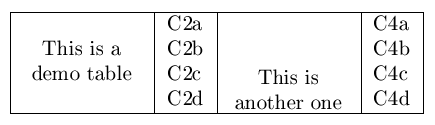 This is a
demo table
C2a
C2b
C2c
C2d
This is
another one
C4a
C4b
C4c
C4d